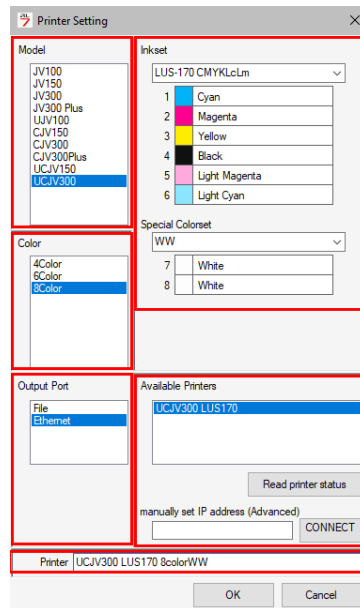 Printer Setting
Model
JV100
JV150
JV300
JV300 Plus
UJV100
CJV150
CJV300
CJV300Plus
UCJV150
UCJV300
Inkset
LUS-170 CMYKLcLm
1 Cyan
2 Magenta
3 Yellow
4 Black
5 Light Magenta
6 Light Cyan
Special Colorset
WW
7 White
8 White
Color
4Color
6Color
8Color
Output Port
File
Ethernet
Available Printers
UCJV300 LUS170
Read printer status
manually set IP address (Advanced)
CONNECT
Printer UCJV300 LUS170 8colorWW
OK Cancel